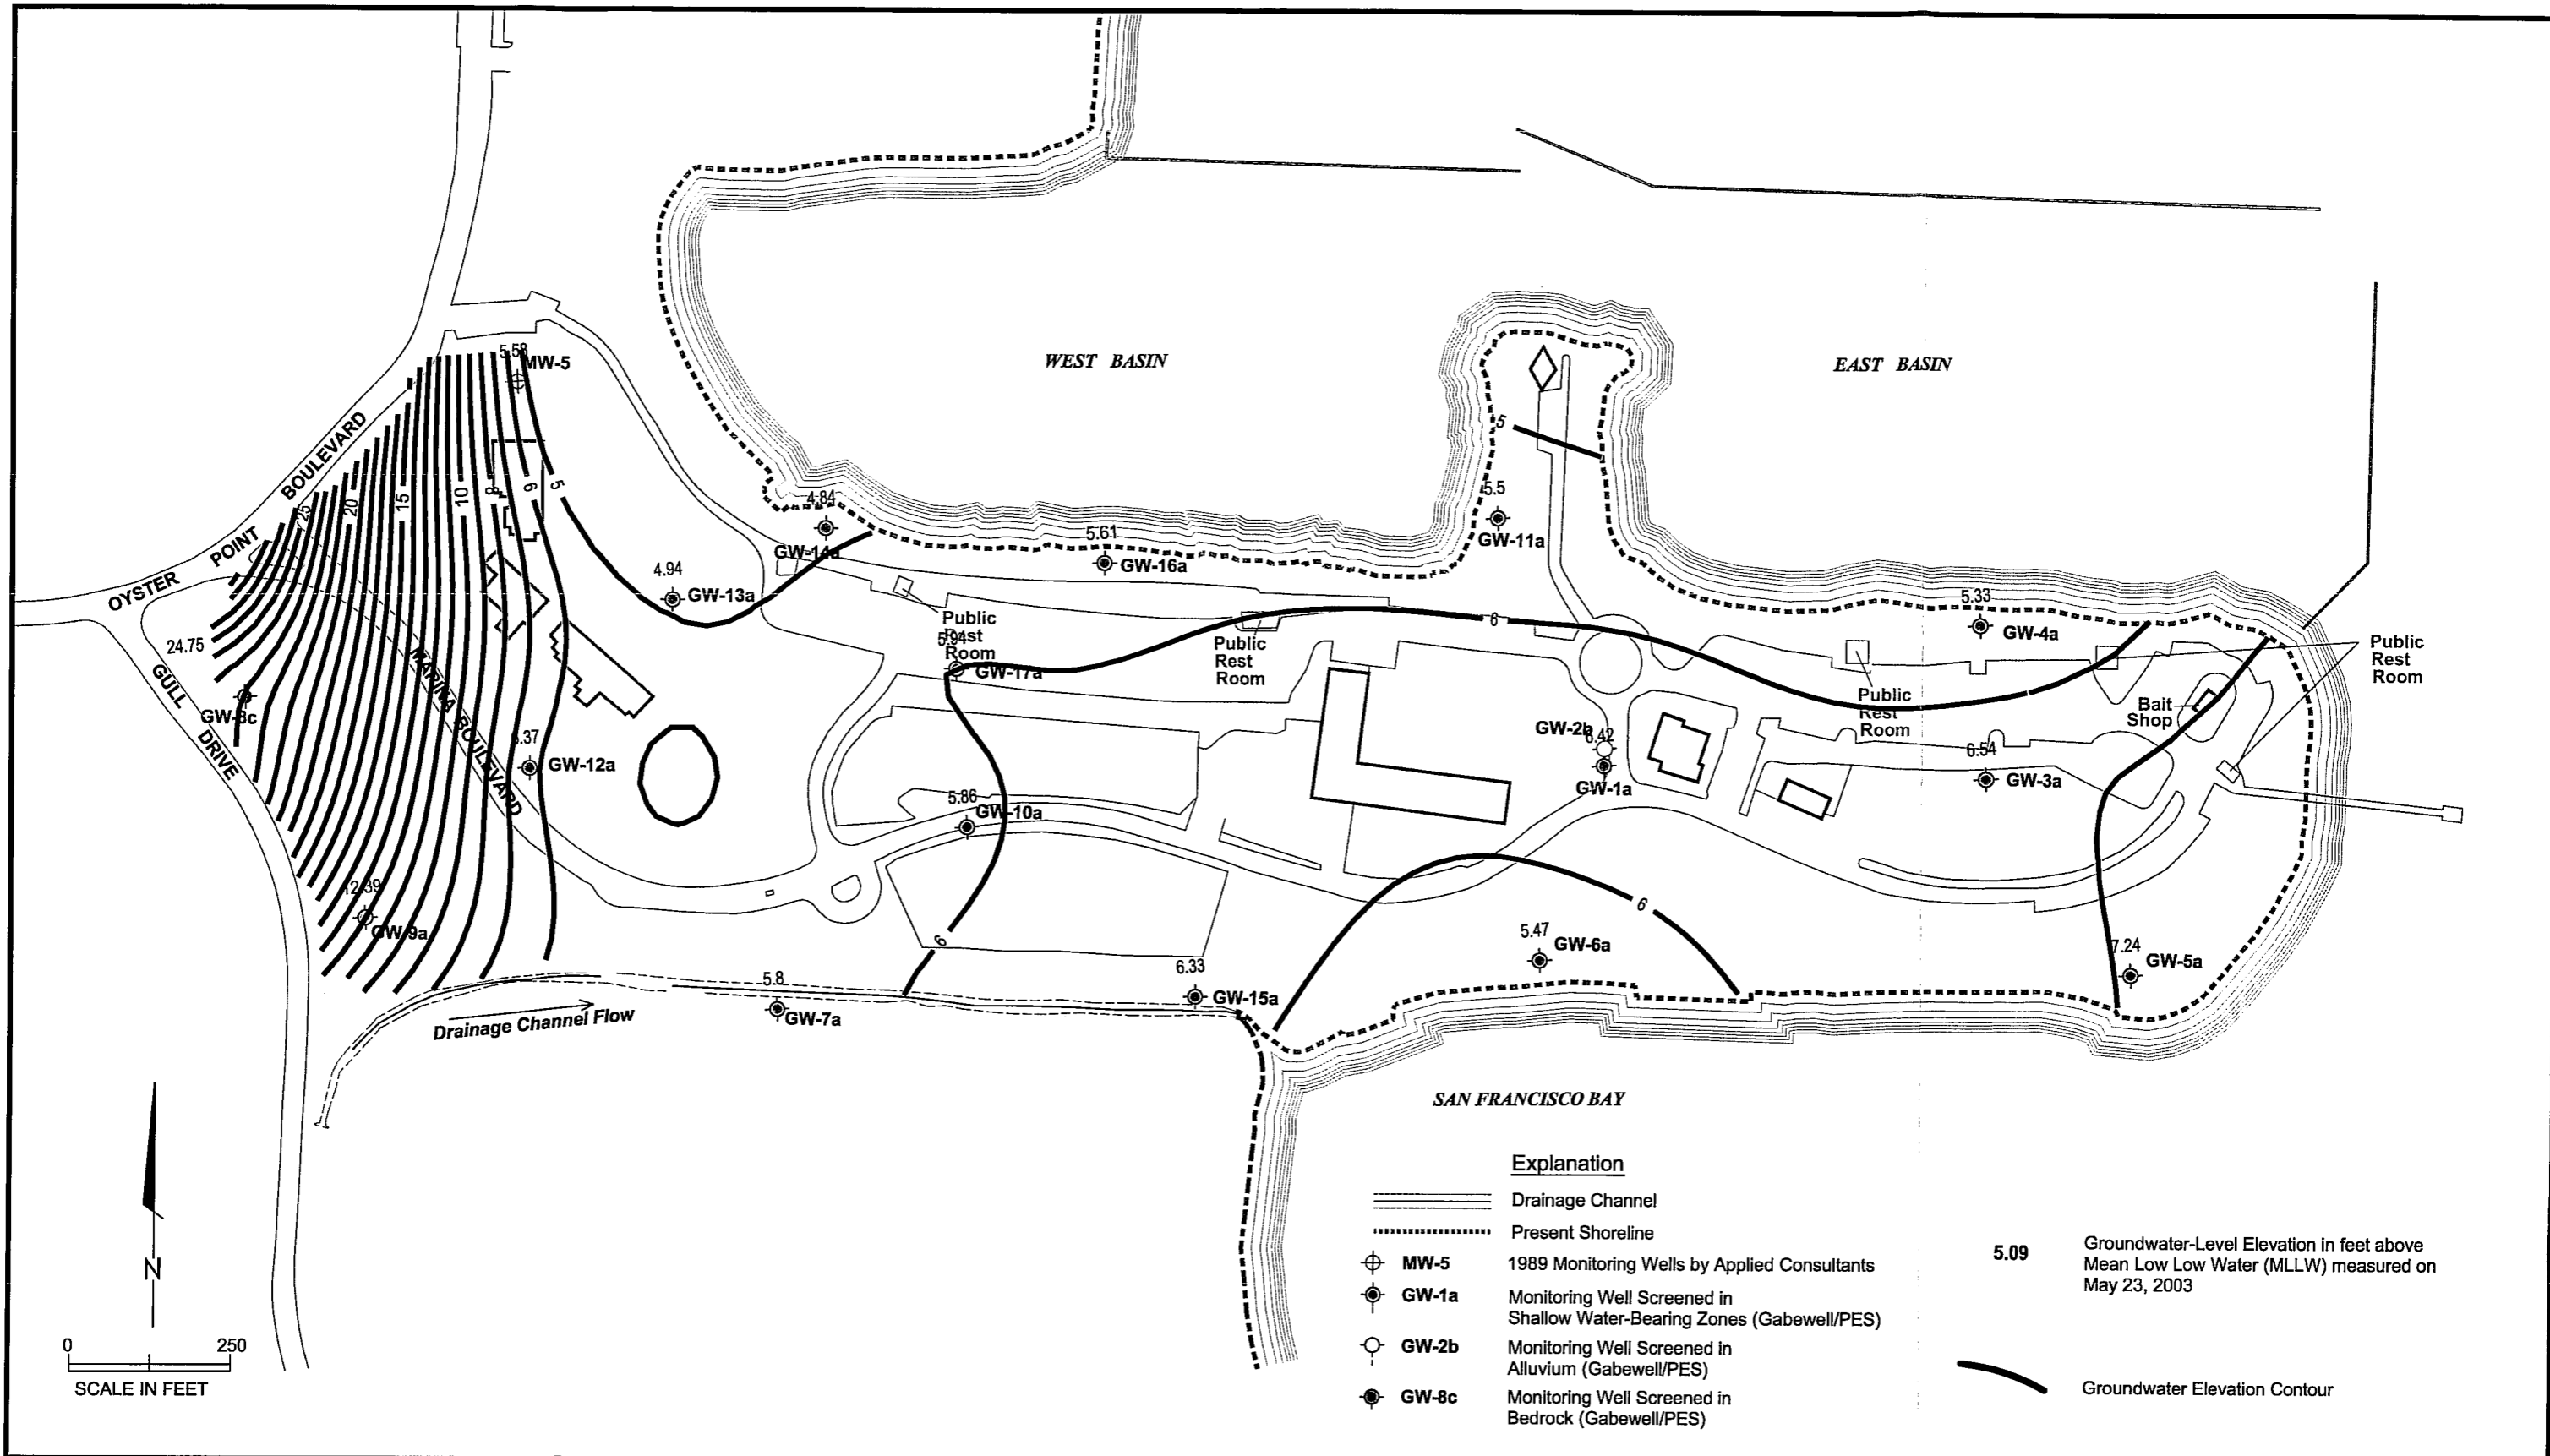 5.58
MW-5
WEST BASIN
EAST BASIN
OYSTER POINT BOULEVARD
25
20
15
10
8
6
5
5
4.84
GW-14a
5.61
GW-16a
5.5
GW-11a
4.94
GW-13a
Public
Rest
Room
5.94
GW-17a
Public
Rest
Room
6
5.33
GW-4a
Public
Rest
Room
Public
Rest
Room
Bait
Shop
24.75
GW-8c
GULL DRIVE
MARINA BOULEVARD
.37
GW-12a
GW-2b
6.42
GW-1a
6.54
GW-3a
5.86
GW-10a
12.39
GW-9a
6
6
5.47
GW-6a
7.24
GW-5a
5.8
GW-7a
6.33
GW-15a
Drainage Channel Flow
SAN FRANCISCO BAY
N
0 250
SCALE IN FEET
Explanation
Drainage Channel
Present Shoreline
MW-5 1989 Monitoring Wells by Applied Consultants
GW-1a Monitoring Well Screened in
Shallow Water-Bearing Zones (Gabewell/PES)
GW-2b Monitoring Well Screened in
Alluvium (Gabewell/PES)
GW-8c Monitoring Well Screened in
Bedrock (Gabewell/PES)
5.09 Groundwater-Level Elevation in feet above
Mean Low Low Water (MLLW) measured on
May 23, 2003
Groundwater Elevation Contour